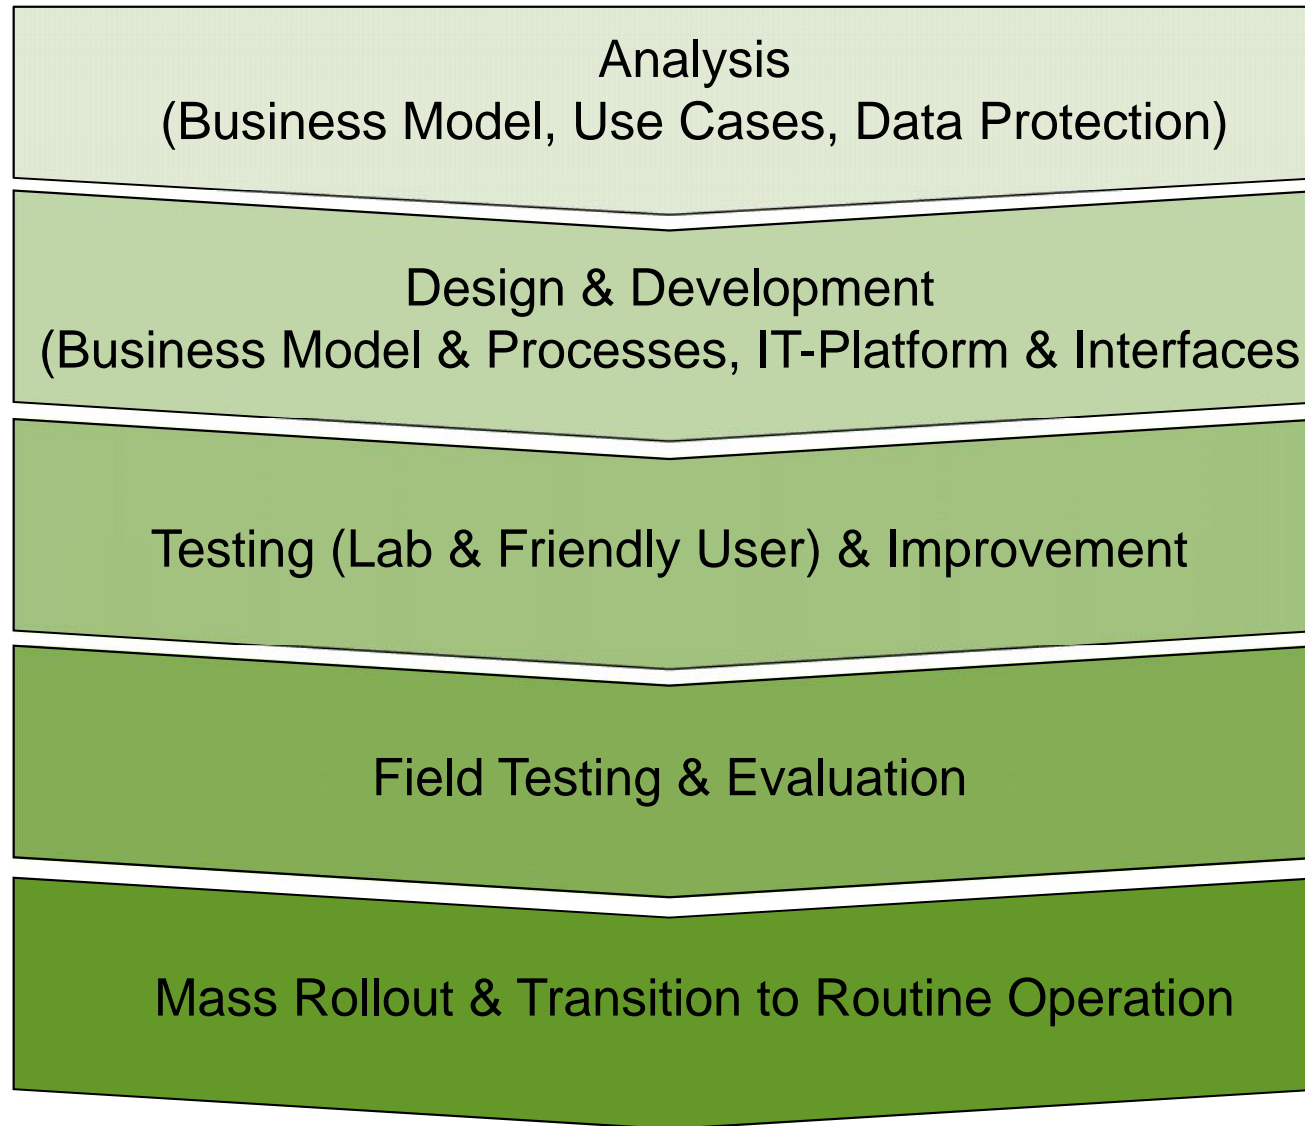 Analysis
(Business Model, Use Cases, Data Protection)
Design & Development
(Business Model & Processes, IT-Platform & Interfaces
Testing (Lab & Friendly User) & Improvement
Field Testing & Evaluation
Mass Rollout & Transition to Routine Operation